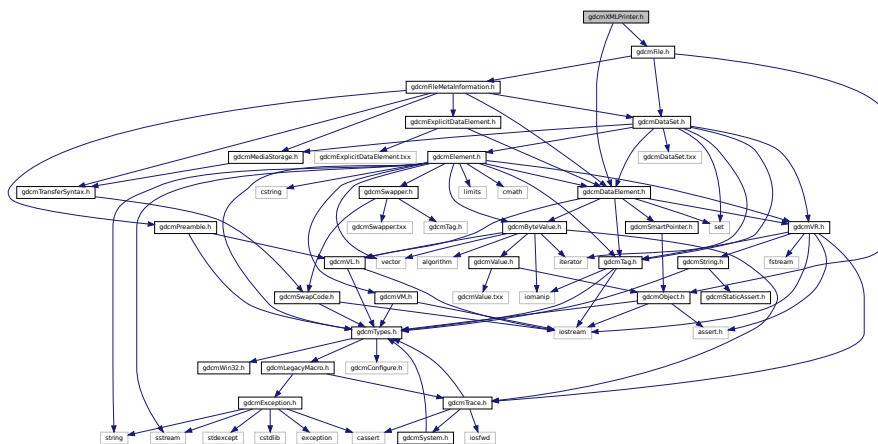 gdcmXMLPrinter.h
gdcmFile.h
gdcmFileMetaInformation.h
gdcmExplicitDataElement.h
gdcmDataSet.h
gdcmMediaStorage.h
gdcmExplicitDataElement.txx
gdcmElement.h
gdcmDataSet.txx
gdcmTransferSyntax.h
cstring
gdcmSwapper.h
limits
cmath
gdcmDataElement.h
gdcmPreamble.h
gdcmSwapper.txx
gdcmTag.h
gdcmByteValue.h
gdcmSmartPointer.h
set
gdcmVR.h
gdcmVL.h
vector
algorithm
gdcmValue.h
iterator
gdcmTag.h
gdcmString.h
fstream
gdcmSwapCode.h
gdcmVM.h
gdcmValue.txx
iomanip
gdcmObject.h
gdcmStaticAssert.h
gdcmTypes.h
iostream
assert.h
gdcmWin32.h
gdcmLegacyMacro.h
gdcmConfigure.h
gdcmException.h
gdcmTrace.h
string
sstream
stdexcept
cstdlib
exception
cassert
gdcmSystem.h
iosfwd